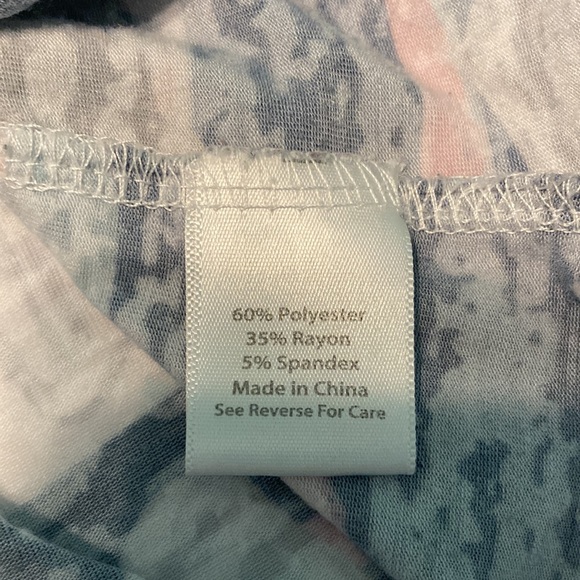 60% Polyester
35% Rayon
5% Spandex
Made in China
See Reverse For Care